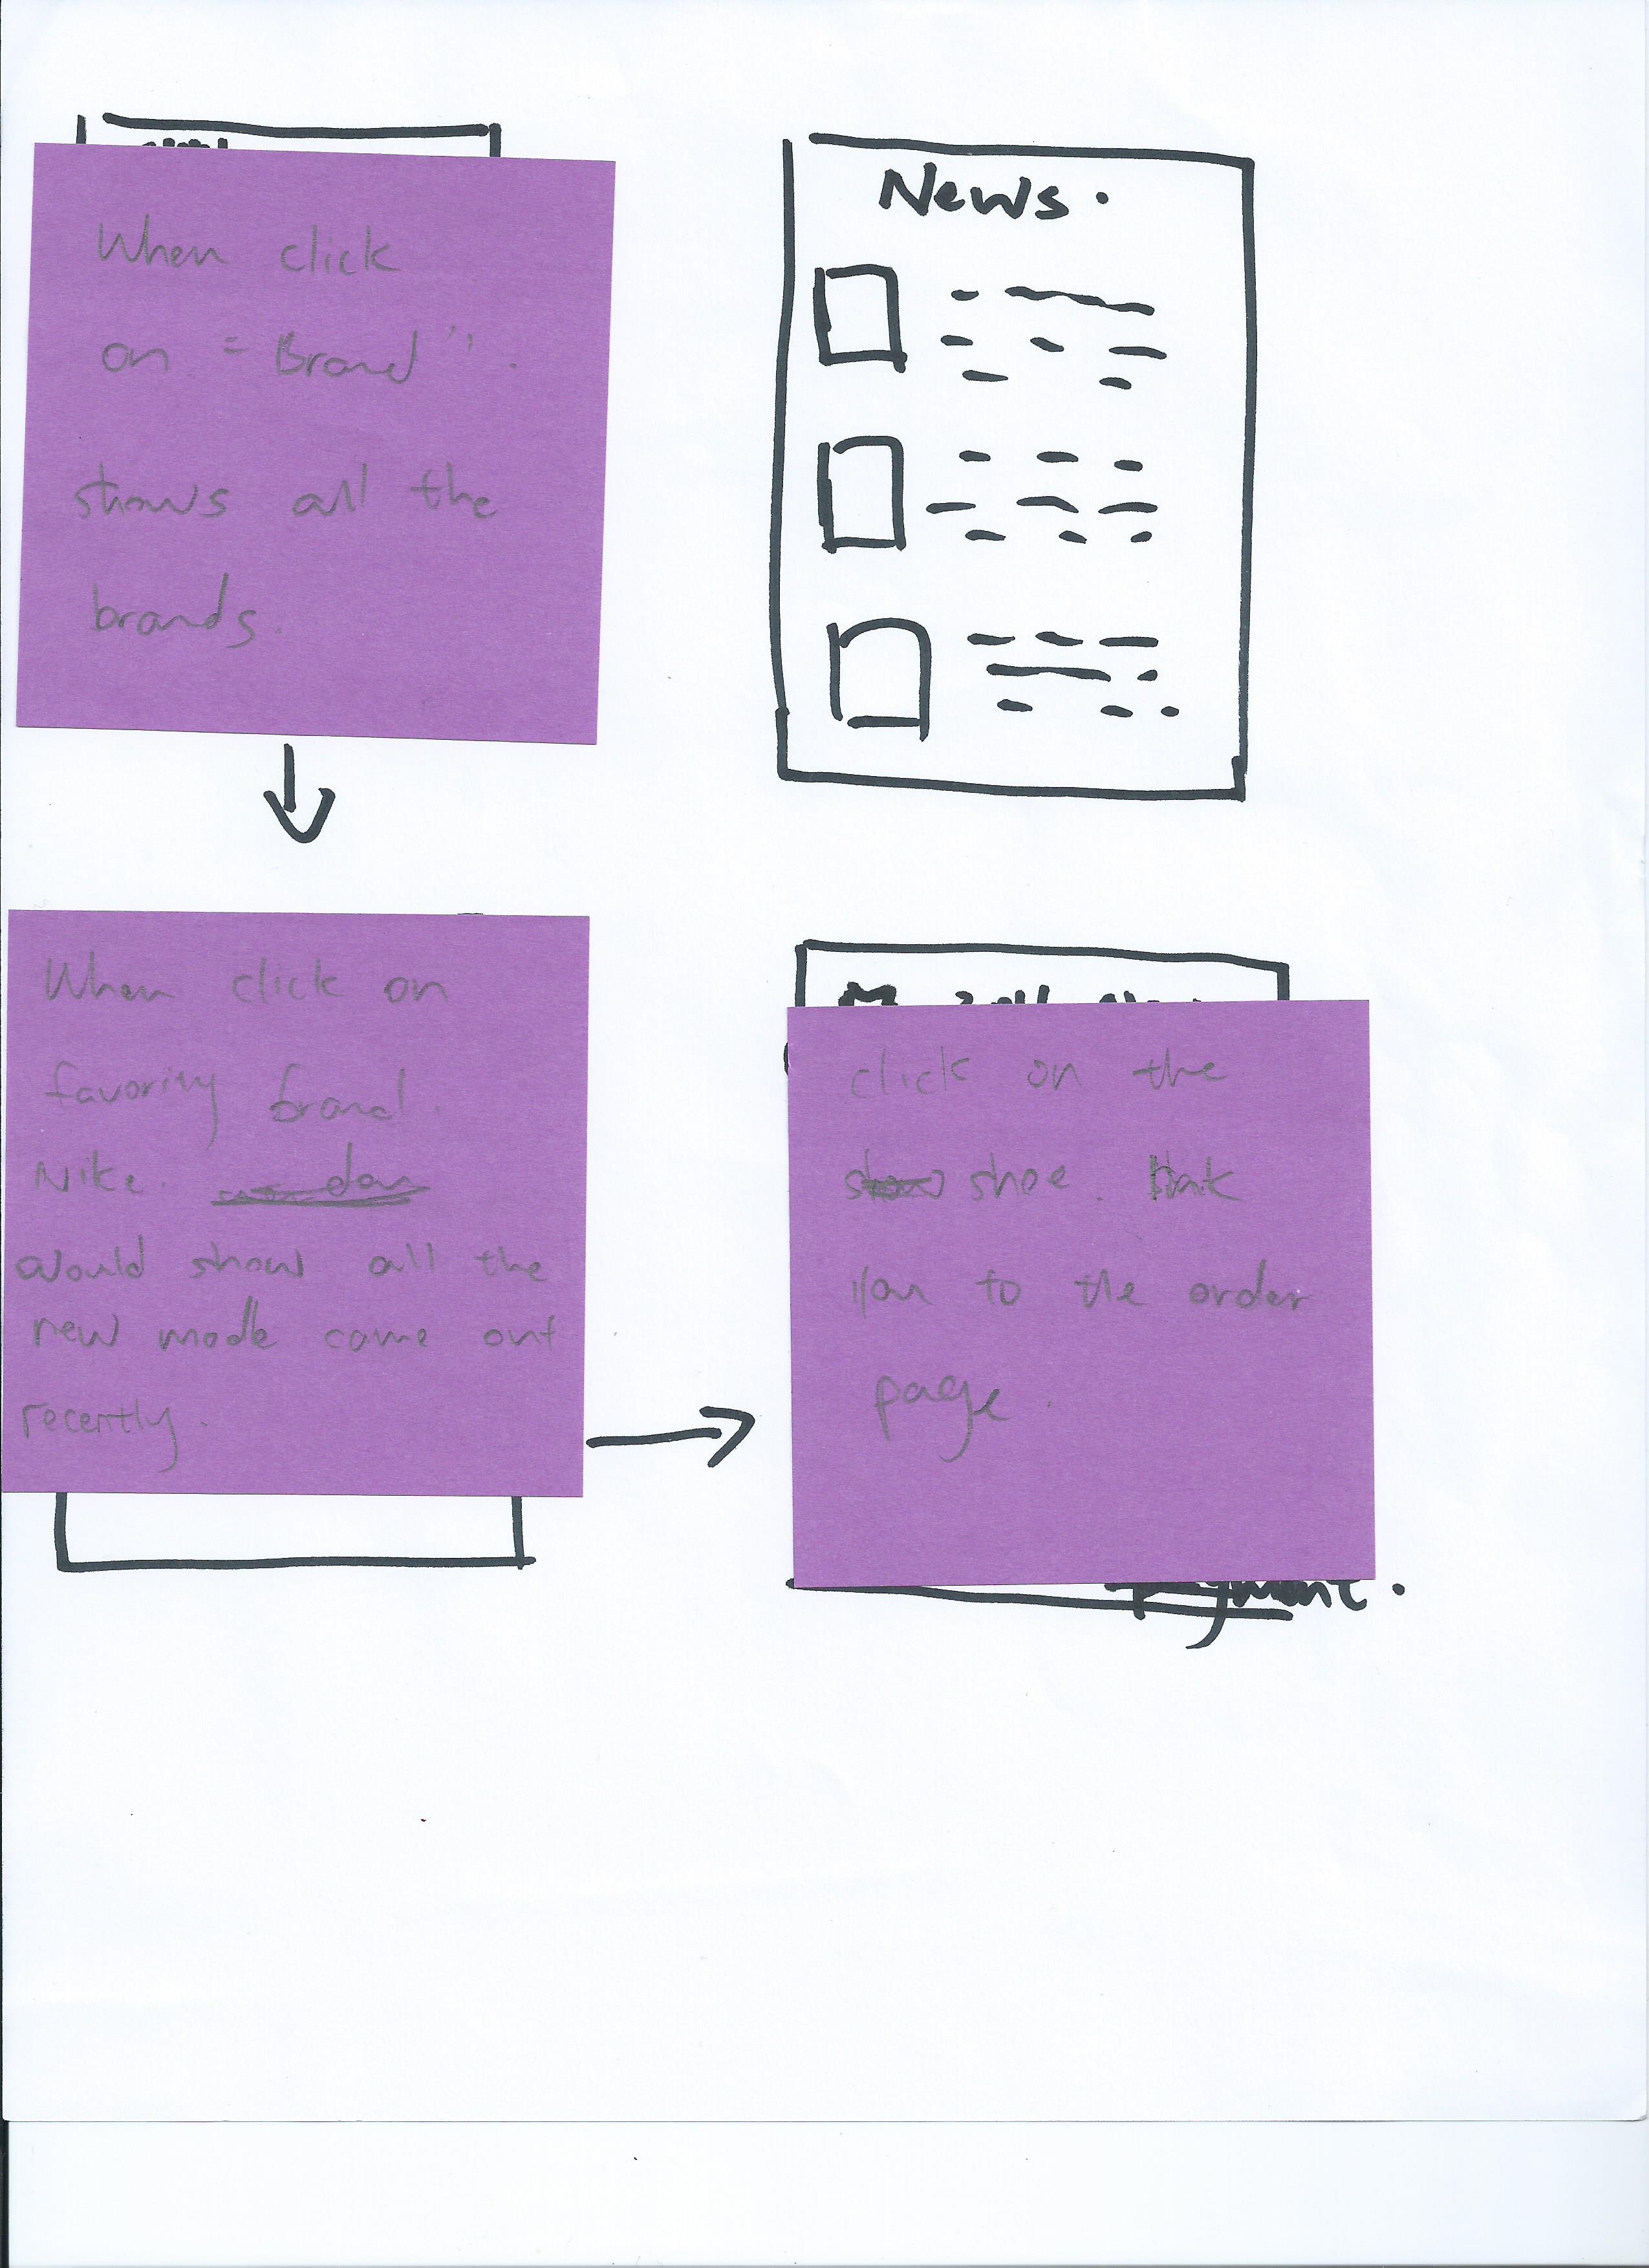 When click
on "Brand".
shows all the
brands.
News.
When click on
favority brand.
Nike.
would show all the
new mode come out
recently.
click on the
shoe.
you to the order
page.
payment.